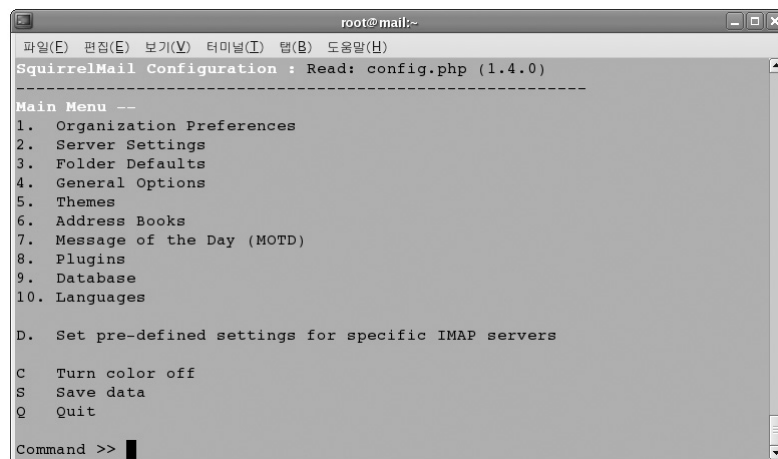 root@mail:~
파일(F) 편집(E) 보기(V) 터미널(T) 탭(B) 도움말(H)
SquirrelMail Configuration : Read: config.php (1.4.0)
---------------------------------------------------------
Main Menu --
1. Organization Preferences
2. Server Settings
3. Folder Defaults
4. General Options
5. Themes
6. Address Books
7. Message of the Day (MOTD)
8. Plugins
9. Database
10. Languages
D. Set pre-defined settings for specific IMAP servers
C Turn color off
S Save data
Q Quit
Command >>